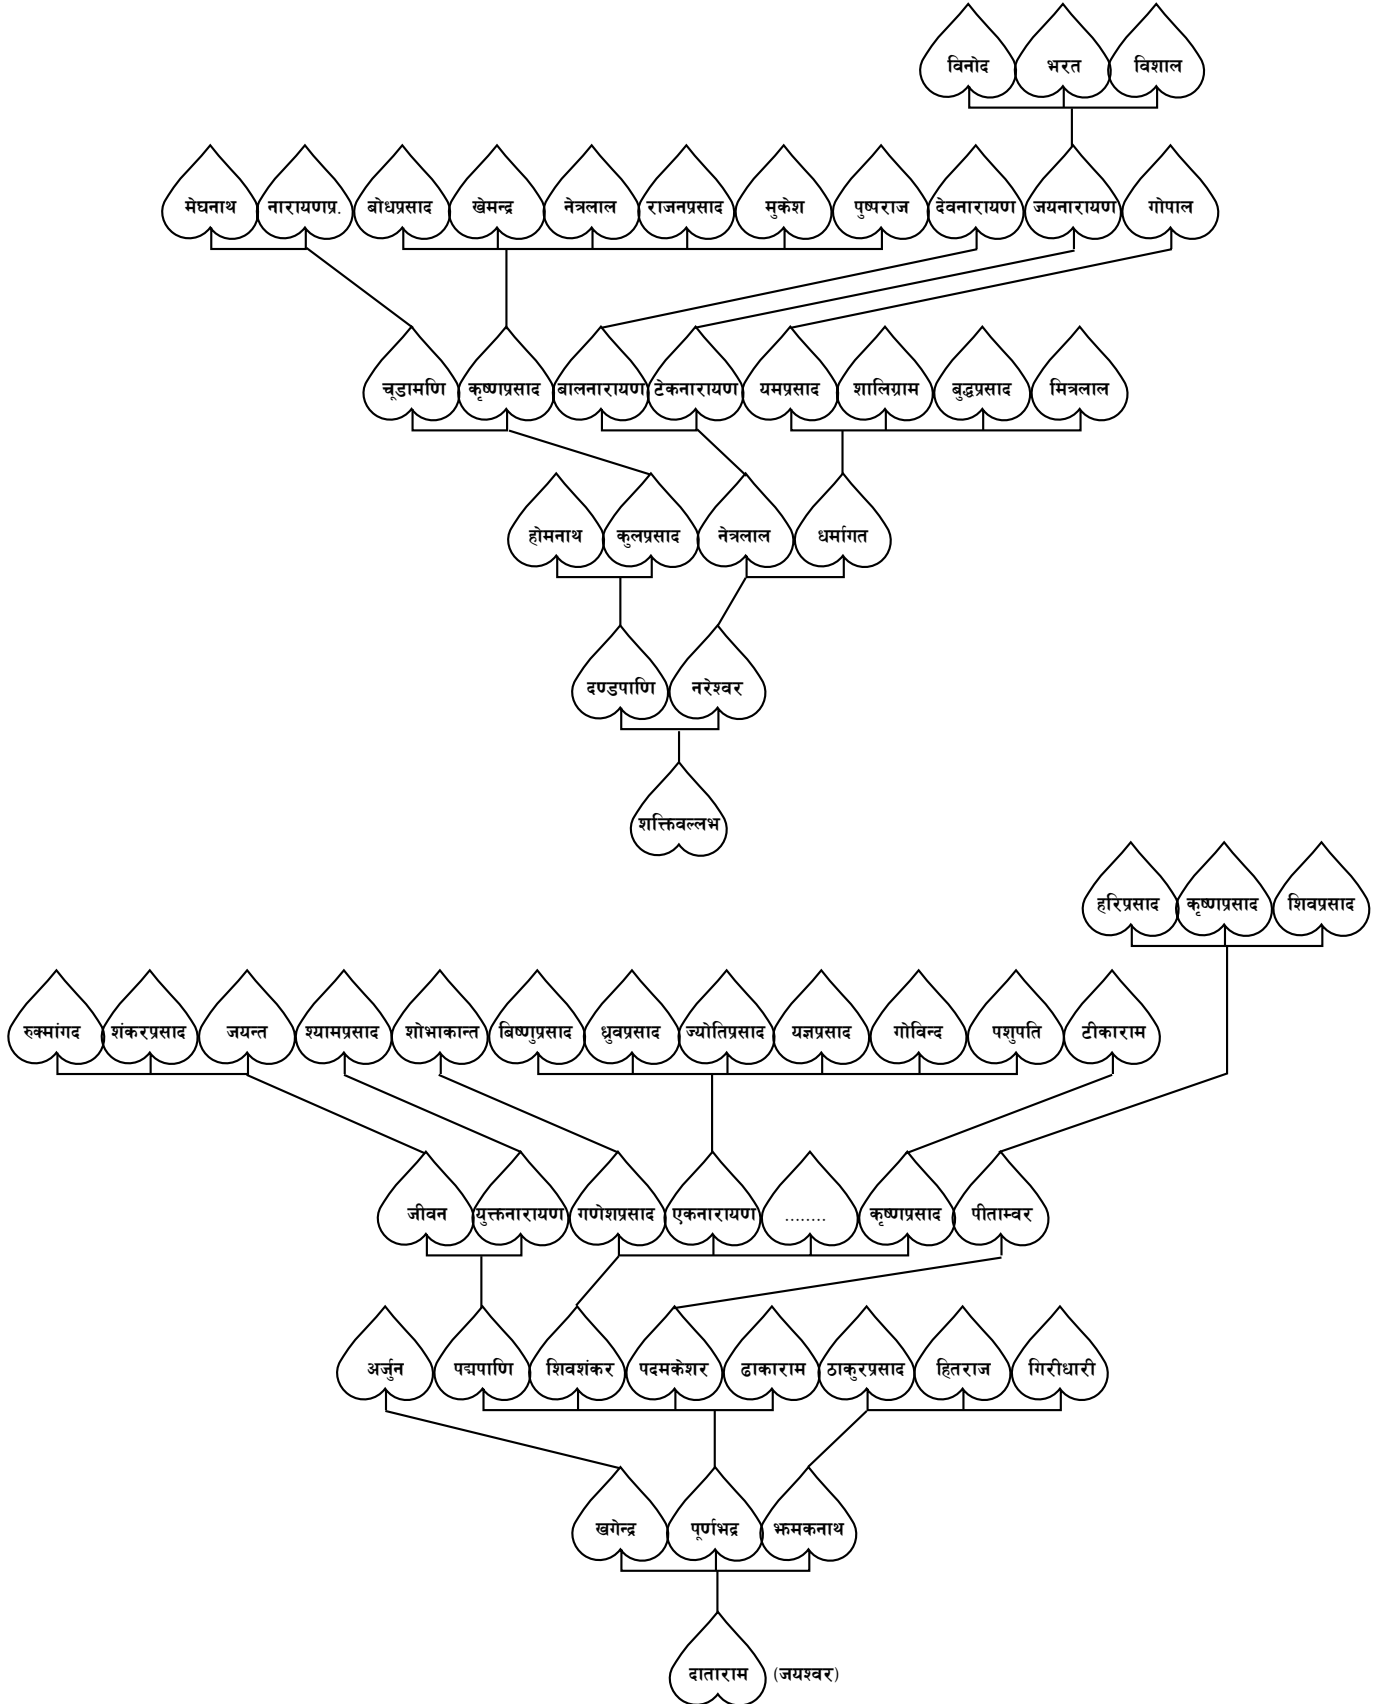 विनोद भरत विशाल
मेघनाथ नारायणप्र. बोधप्रसाद खेमन्द्र नेत्रलाल राजनप्रसाद मुकेश पुष्पराज देवनारायण जयनारायण गोपाल
चूडामणि कृष्णप्रसाद बालनारायण टेकनारायण यमप्रसाद शालिग्राम बुद्धप्रसाद मित्रलाल
होमनाथ कुलप्रसाद नेत्रलाल धर्मागत
दण्डपाणि नरेश्वर
शक्तिवल्लभ
हरिप्रसाद कृष्णप्रसाद शिवप्रसाद
रुक्मांगद शंकरप्रसाद जयन्त श्यामप्रसाद शोभाकान्त बिष्णुप्रसाद ध्रुवप्रसाद ज्योतिप्रसाद यज्ञप्रसाद गोविन्द पशुपति टीकाराम
जीवन युक्तनारायण गणेशप्रसाद एकनारायण ........ कृष्णप्रसाद पीताम्वर
अर्जुन पद्मपाणि शिवशंकर पदमकेशर ढाकाराम ठाकुरप्रसाद हितराज गिरीधारी
खगेन्द्र पूर्णभद्र झमकनाथ
दाताराम (जयश्वर)